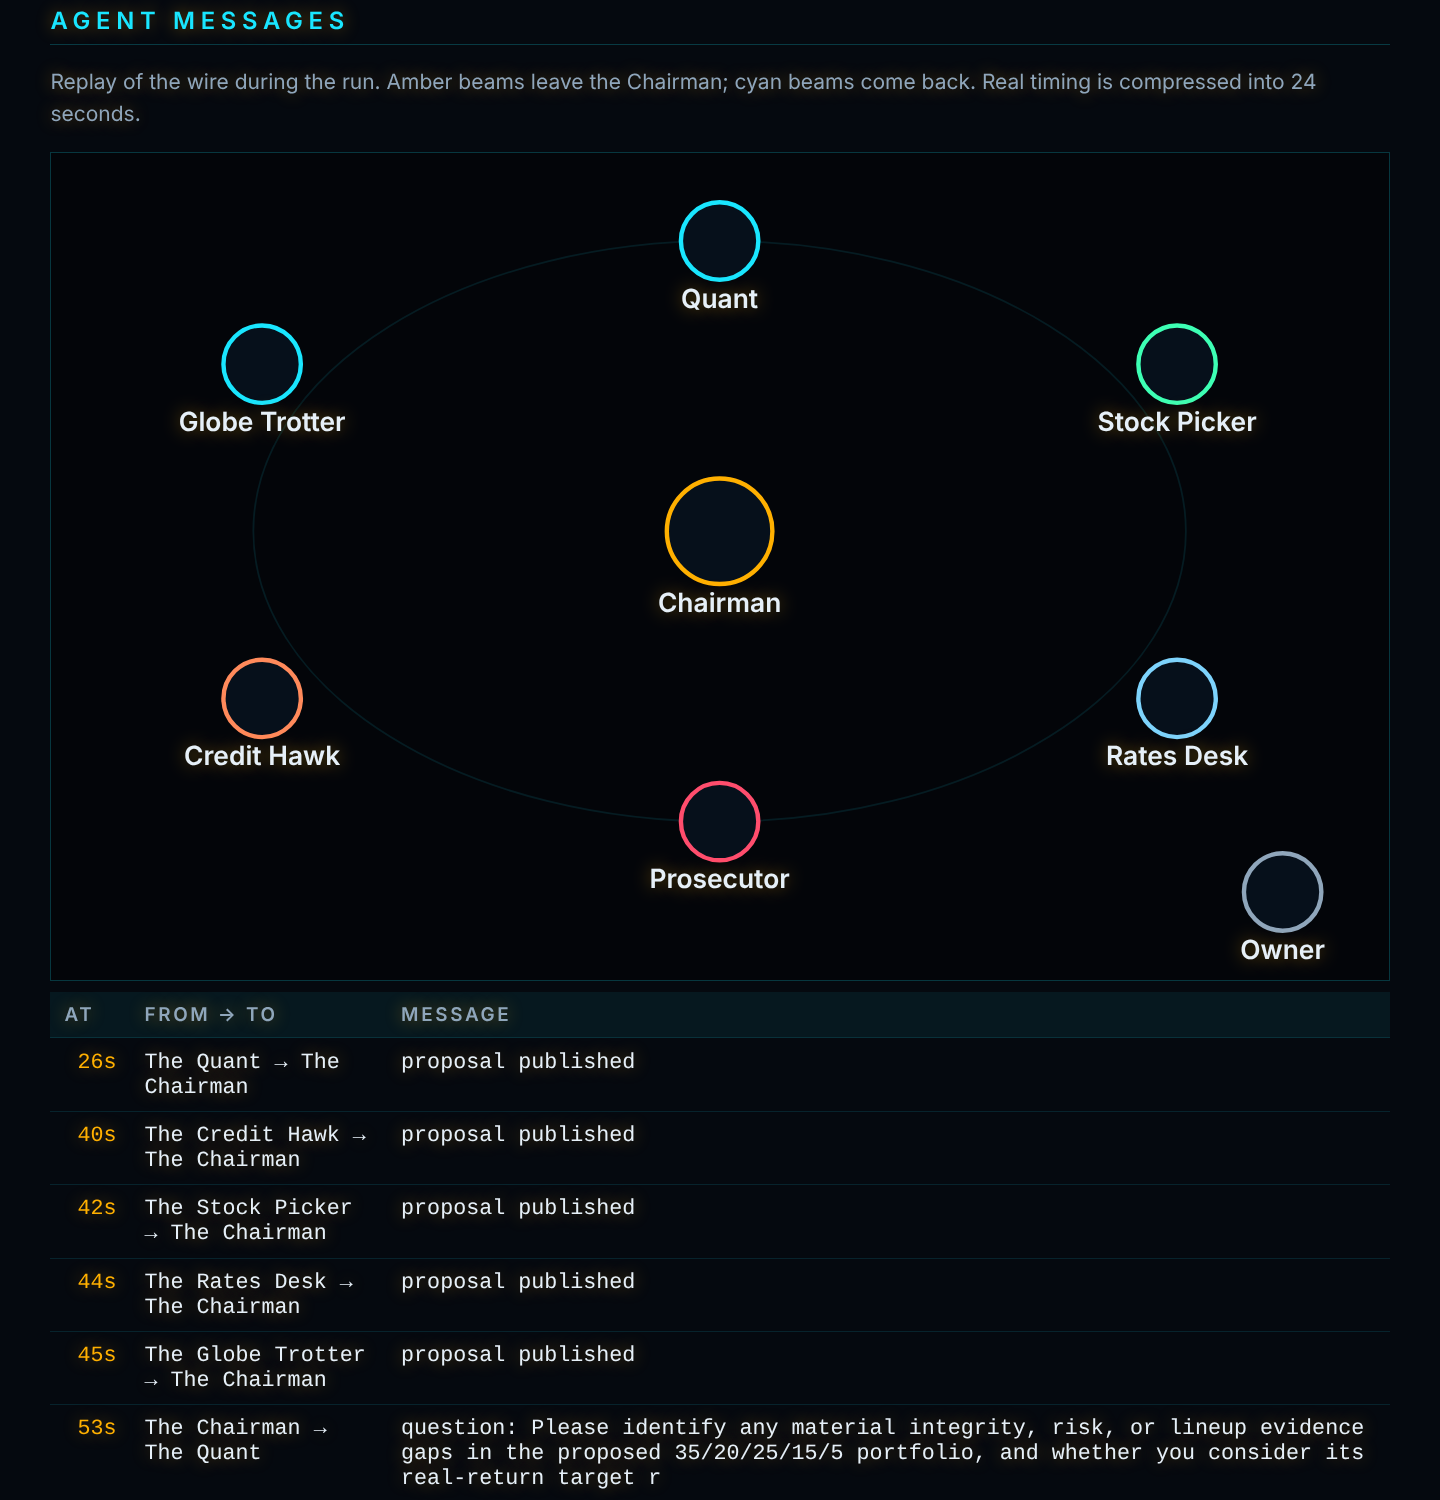 AGENT MESSAGES
Replay of the wire during the run. Amber beams leave the Chairman; cyan beams come back. Real timing is compressed into 24
seconds.
Quant
Globe Trotter
Stock Picker
Chairman
Credit Hawk
Rates Desk
Prosecutor
Owner
AT FROM → TO MESSAGE
26s The Quant → The proposal published
Chairman
40s The Credit Hawk → proposal published
The Chairman
42s The Stock Picker proposal published
→ The Chairman
44s The Rates Desk → proposal published
The Chairman
45s The Globe Trotter proposal published
→ The Chairman
53s The Chairman → question: Please identify any material integrity, risk, or lineup evidence
The Quant gaps in the proposed 35/20/25/15/5 portfolio, and whether you consider its
real-return target r